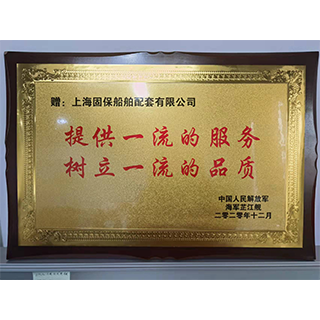 赠：上海固保船舶配套有限公司
提供一流的服务
树立一流的品质
中国人民解放军
海军芷江舰
二零二零年十二月